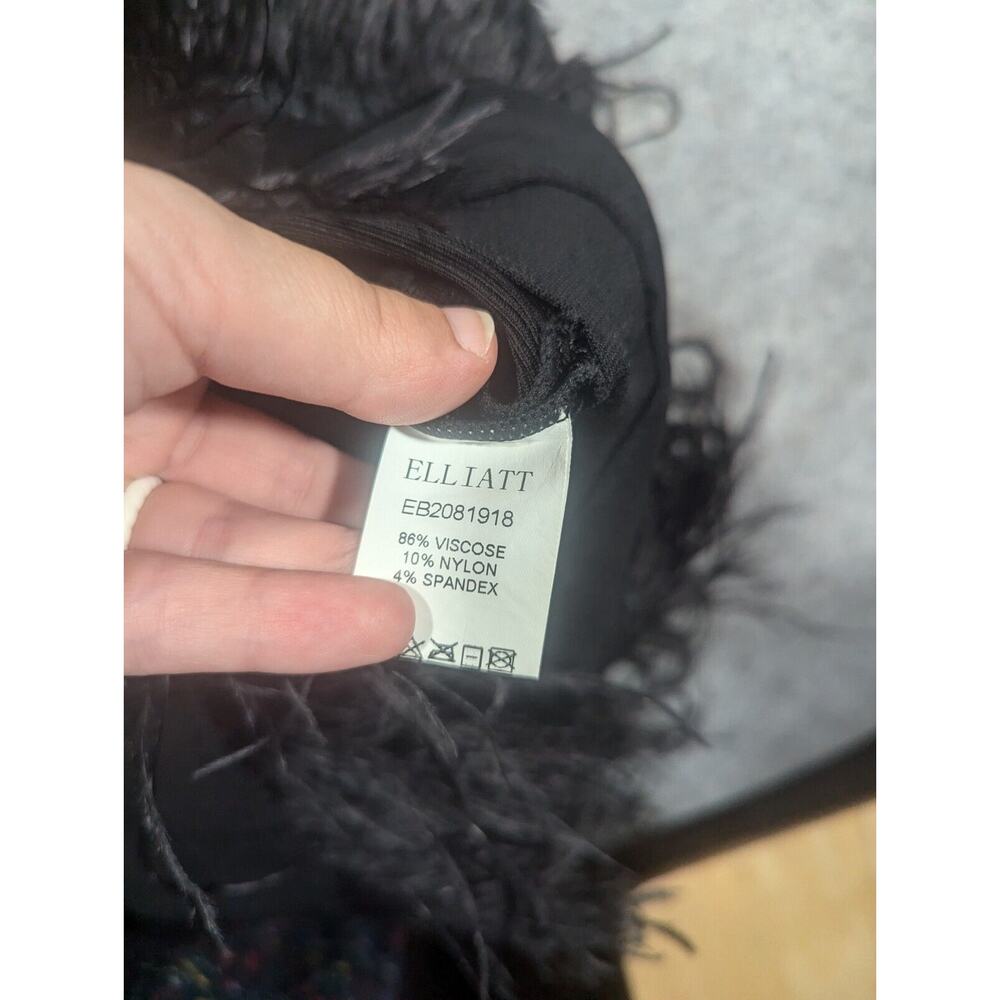 ELLIATT
EB2081918
86% VISCOSE
10% NYLON
4% SPANDEX